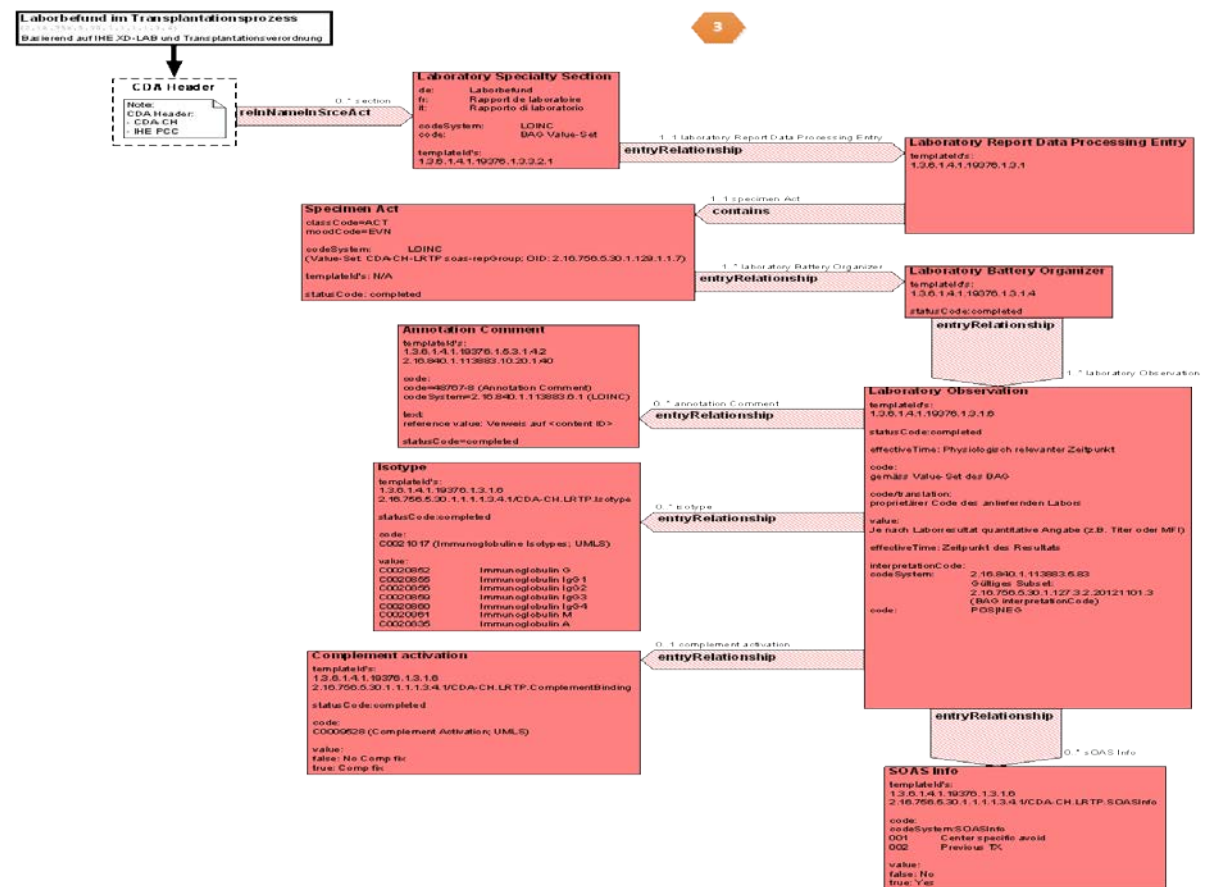 Laborbefund im Transplantationsprozess
Basierend auf IHE XD-LAB und Transplantationsverordnung
3
CDA Header
Note:
CDA Header:
- CDA-CH
- IHE PCC
0..* section
relnNameInSrceAct
Laboratory Specialty Section
de: Laborbefund
fr: Rapport de laboratoire
it: Rapporto di laboratorio
codeSystem: LOINC
code: BAG Value-Set
templateId's:
1.3.6.1.4.1.19376.1.3.3.2.1
1..1 laboratory Report Data Processing Entry
entryRelationship
Laboratory Report Data Processing Entry
templateId's:
1.3.6.1.4.1.19376.1.3.1
1..1 specimen Act
contains
Specimen Act
classCode=ACT
moodCode=EVN
codeSystem: LOINC
(Value-Set: CDA-CH-LRTP soas-repGroup; OID: 2.16.756.5.30.1.129.1.1.7)
templateId's: N/A
statusCode: completed
1..* laboratory Battery Organizer
entryRelationship
Laboratory Battery Organizer
templateId's:
1.3.6.1.4.1.19376.1.3.1.4
statusCode:completed
entryRelationship
1..* laboratory Observation
Laboratory Observation
templateId's:
1.3.6.1.4.1.19376.1.3.1.6
statusCode:completed
effectiveTime: Physiologisch relevanter Zeitpunkt
code:
gemäss Value-Set des BAG
code/translation:
proprietärer Code des anliefernden Labors
value:
Je nach Laborresultat quantitative Angabe (z.B. Titer oder MFI)
effectiveTime: Zeitpunkt des Resultats
interpretationCode:
codeSystem: 2.16.840.1.113883.5.83
Gültiges Subset:
2.16.756.5.30.1.127.3.2.20121101.3
(BAG interpretationCode)
code: POS|NEG
0..* annotation Comment
entryRelationship
Annotation Comment
templateId's:
1.3.6.1.4.1.19376.1.5.3.1.4.2
2.16.840.1.113883.10.20.1.40
code:
code=48767-8 (Annotation Comment)
codeSystem=2.16.840.1.113883.6.1 (LOINC)
text:
reference value: Verweis auf <content ID>
statusCode=completed
0..* isotype
entryRelationship
Isotype
templateId's:
1.3.6.1.4.1.19376.1.3.1.6
2.16.756.5.30.1.1.1.1.3.4.1/CDA-CH.LRTP.Isotype
statusCode:completed
code:
C0021017 (Immunoglobuline Isotypes; UMLS)
value:
C0020852 Immunoglobulin G
C0020855 Immunoglobulin IgG1
C0020856 Immunoglobulin IgG2
C0020859 Immunoglobulin IgG3
C0020860 Immunoglobulin IgG4
C0020861 Immunoglobulin M
C0020835 Immunoglobulin A
0..1 complement activation
entryRelationship
Complement activation
templateId's:
1.3.6.1.4.1.19376.1.3.1.6
2.16.756.5.30.1.1.1.1.3.4.1/CDA-CH.LRTP.ComplementBinding
statusCode:completed
code:
C0009528 (Complement Activation; UMLS)
value:
false: No Comp fix
true: Comp fix
entryRelationship
0..* sOAS Info
SOAS Info
templateId's:
1.3.6.1.4.1.19376.1.3.1.6
2.16.756.5.30.1.1.1.1.3.4.1/CDA-CH.LRTP.SOASInfo
code:
codeSystem:SOASInfo
001 Center specific avoid
002 Previous TX
value:
false: No
true: Yes